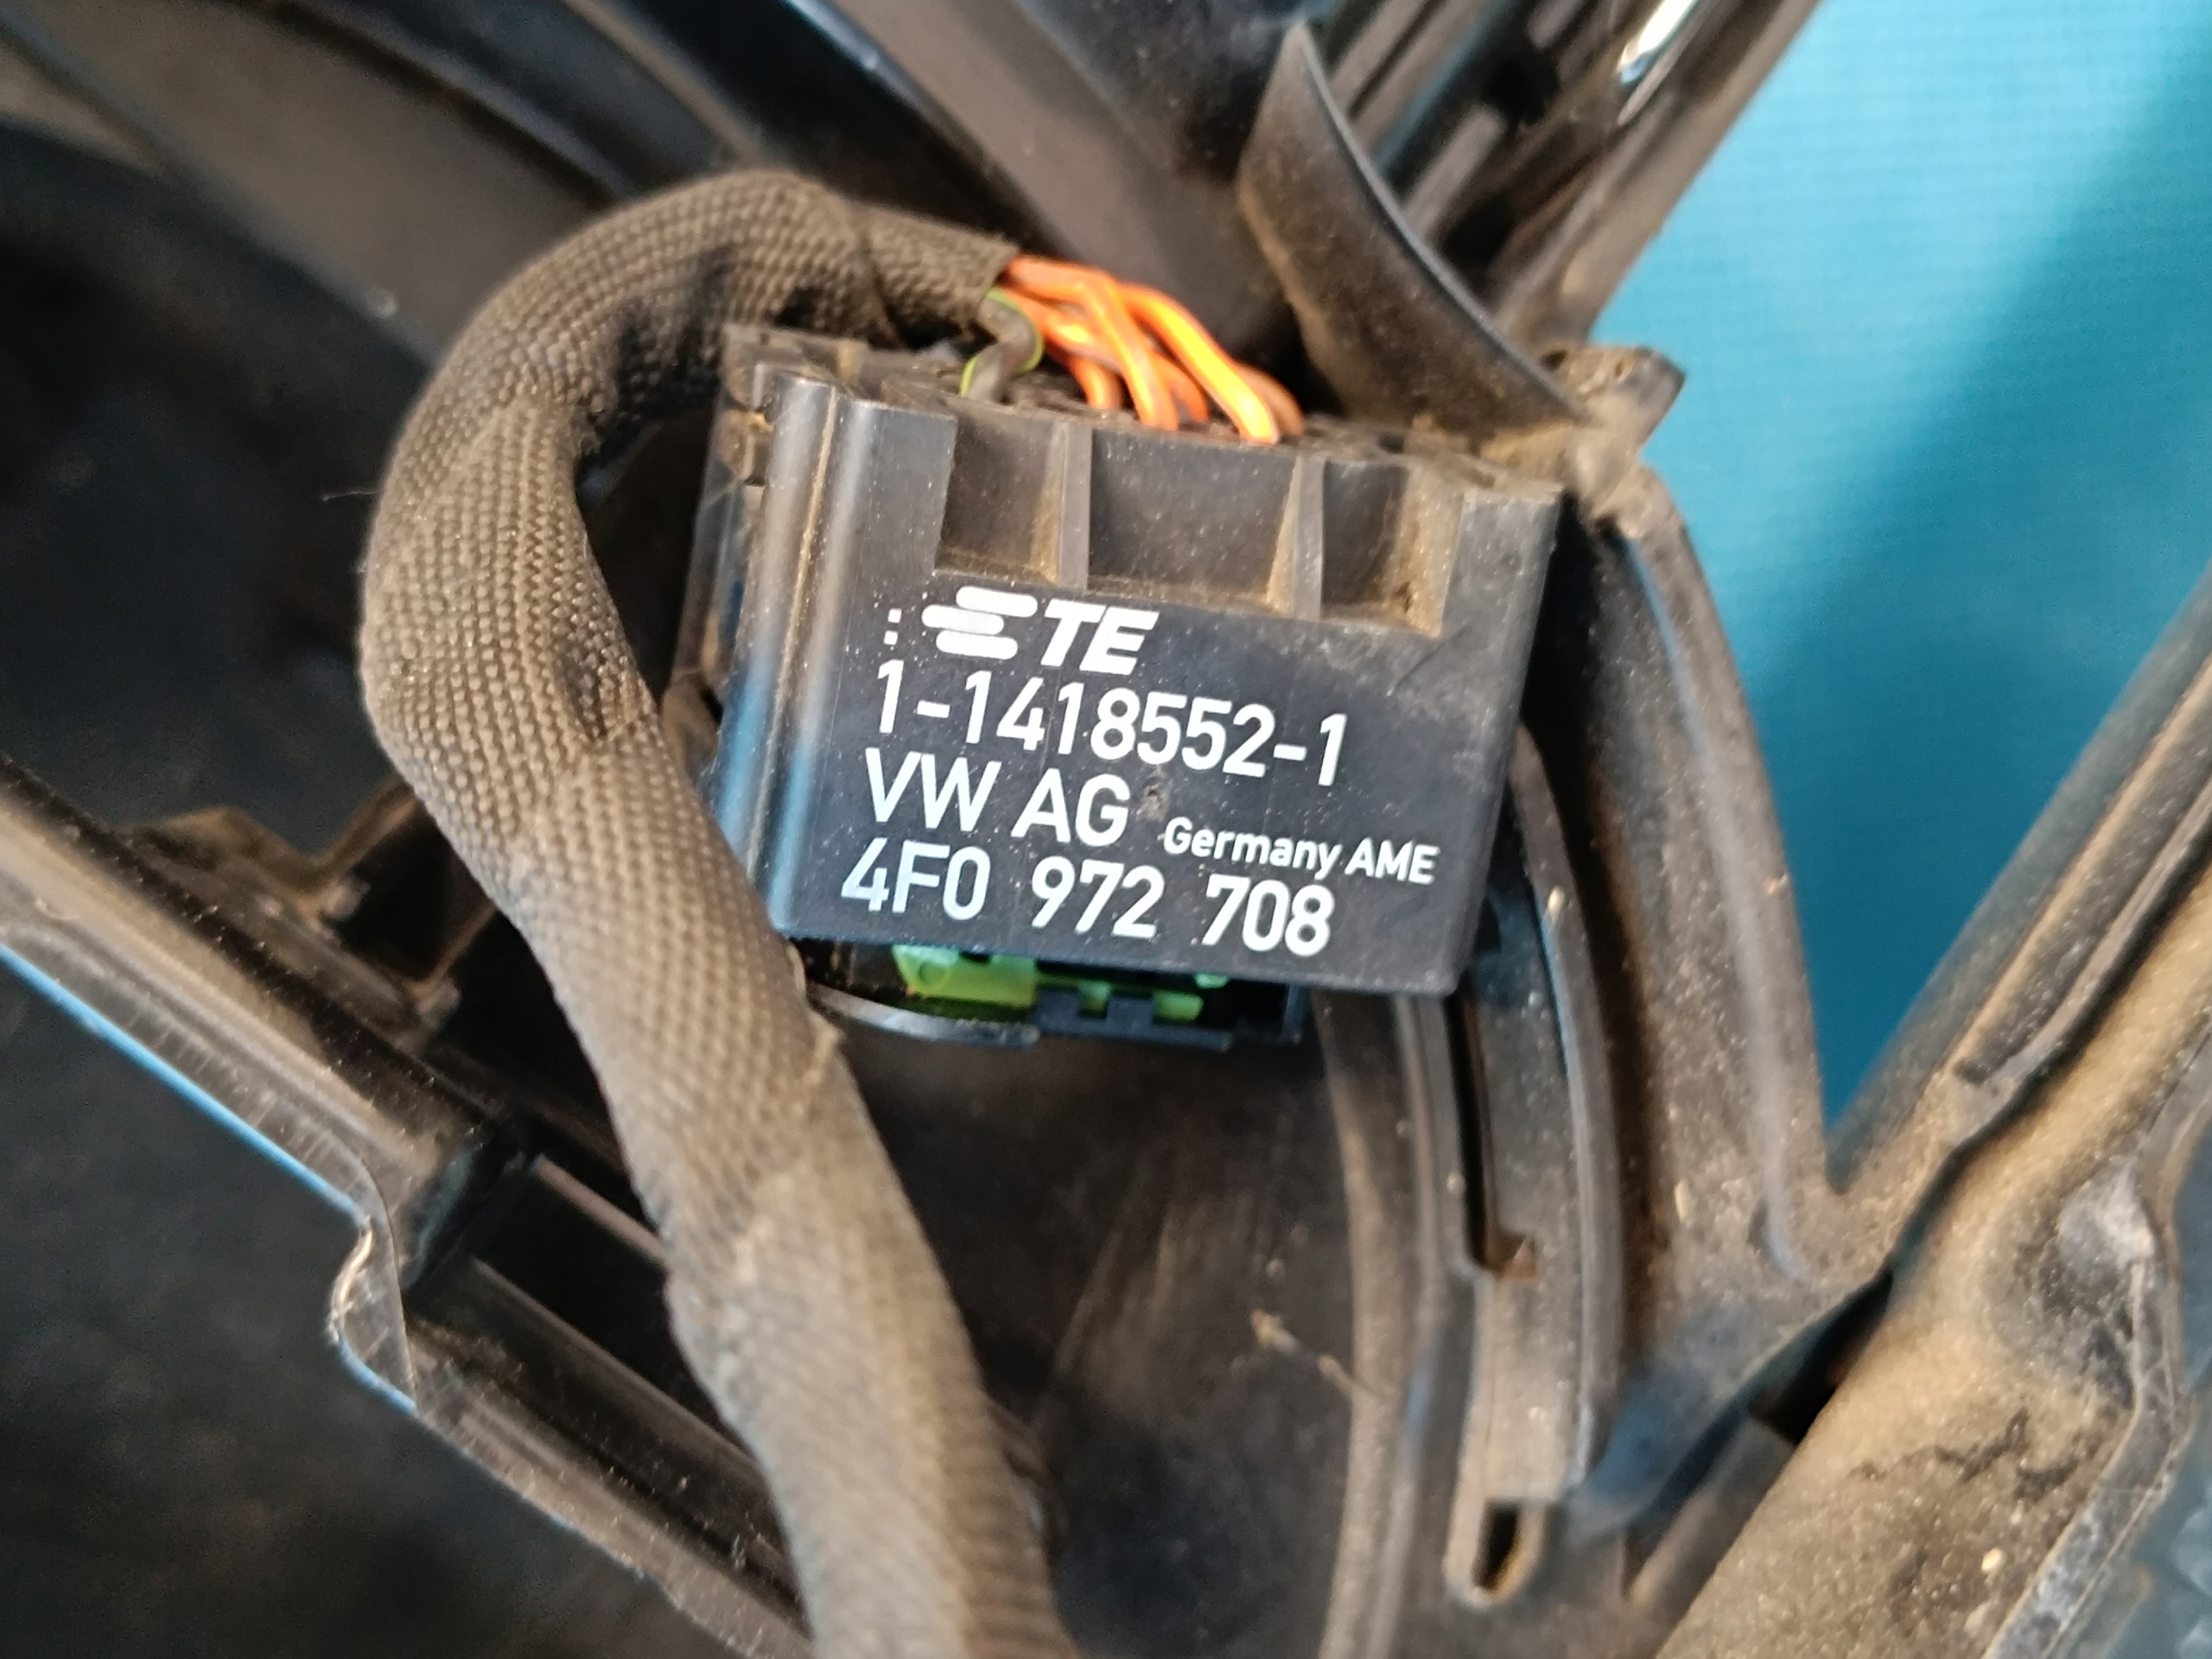 TE
1-1418552-1
VW AG Germany AME
4F0 972 708